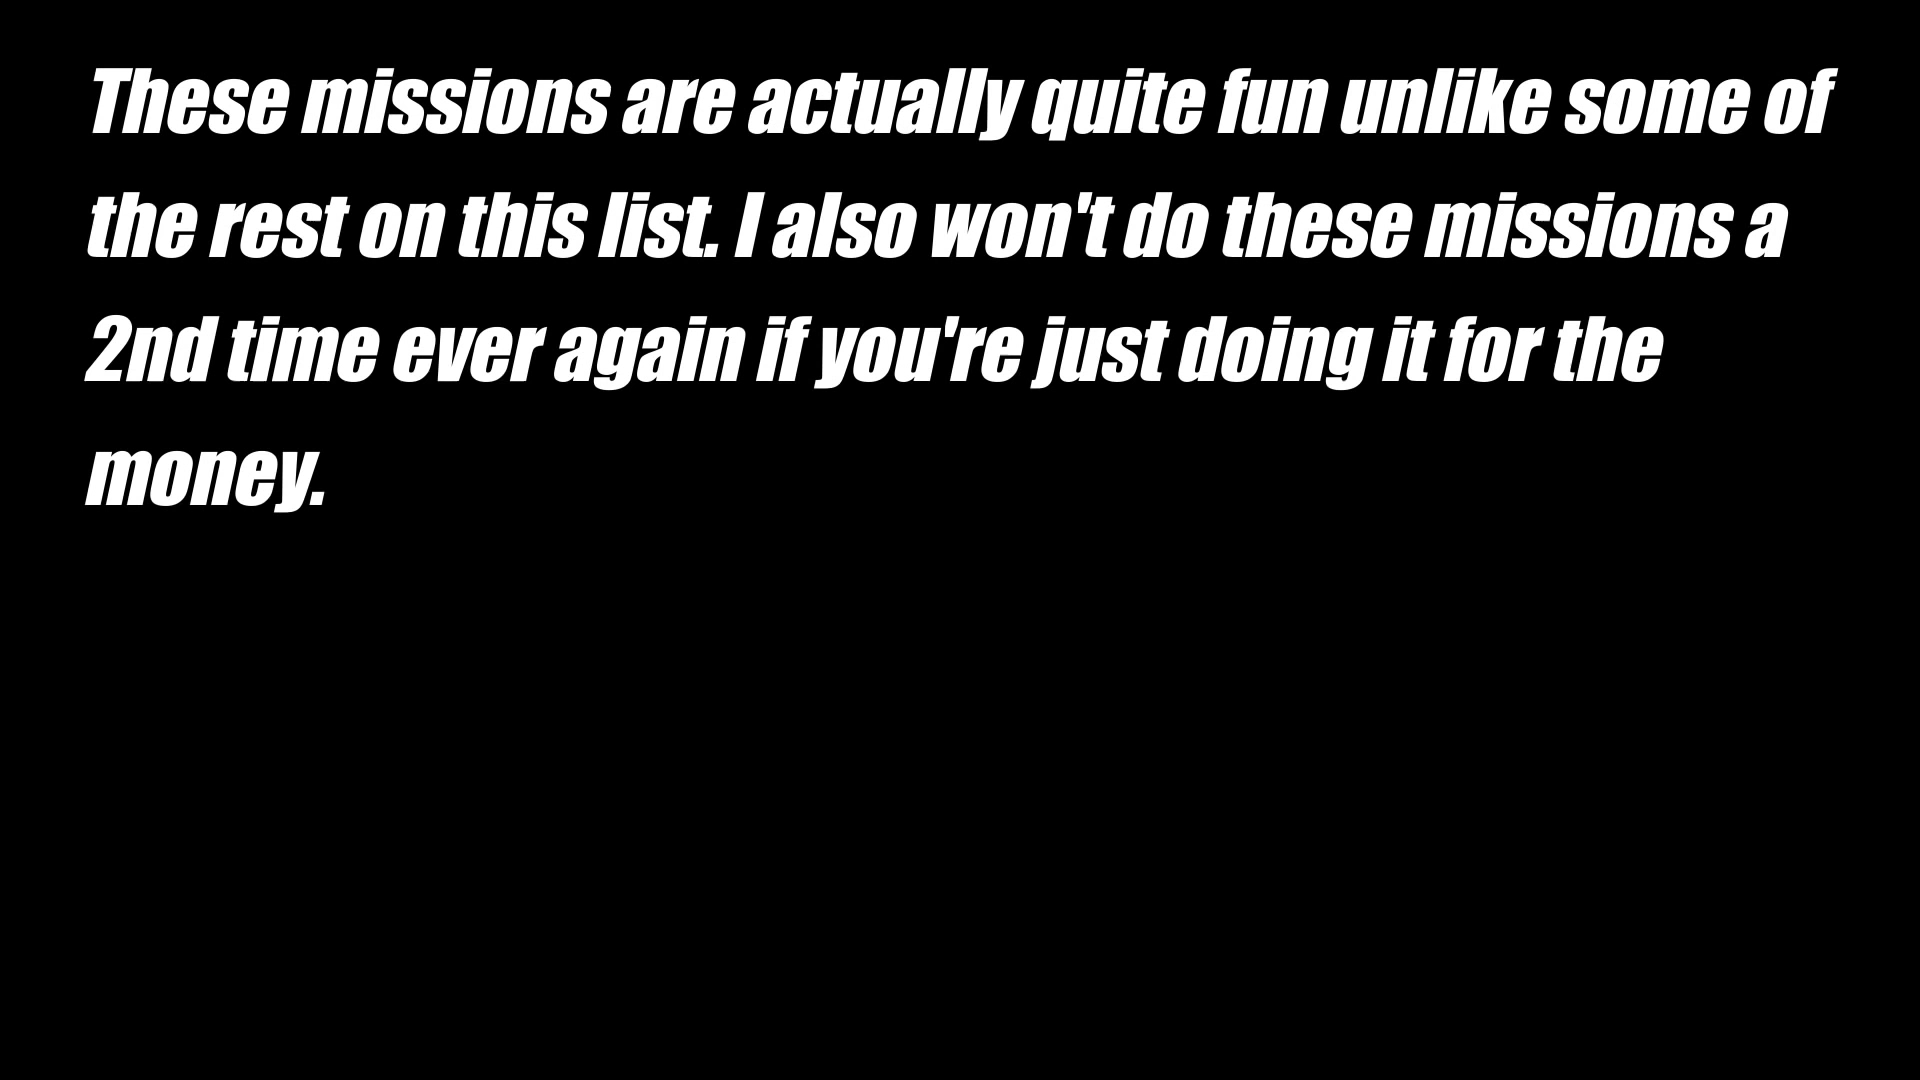 These missions are actually quite fun unlike some of
the rest on this list. I also won't do these missions a
2nd time ever again if you're just doing it for the
money.